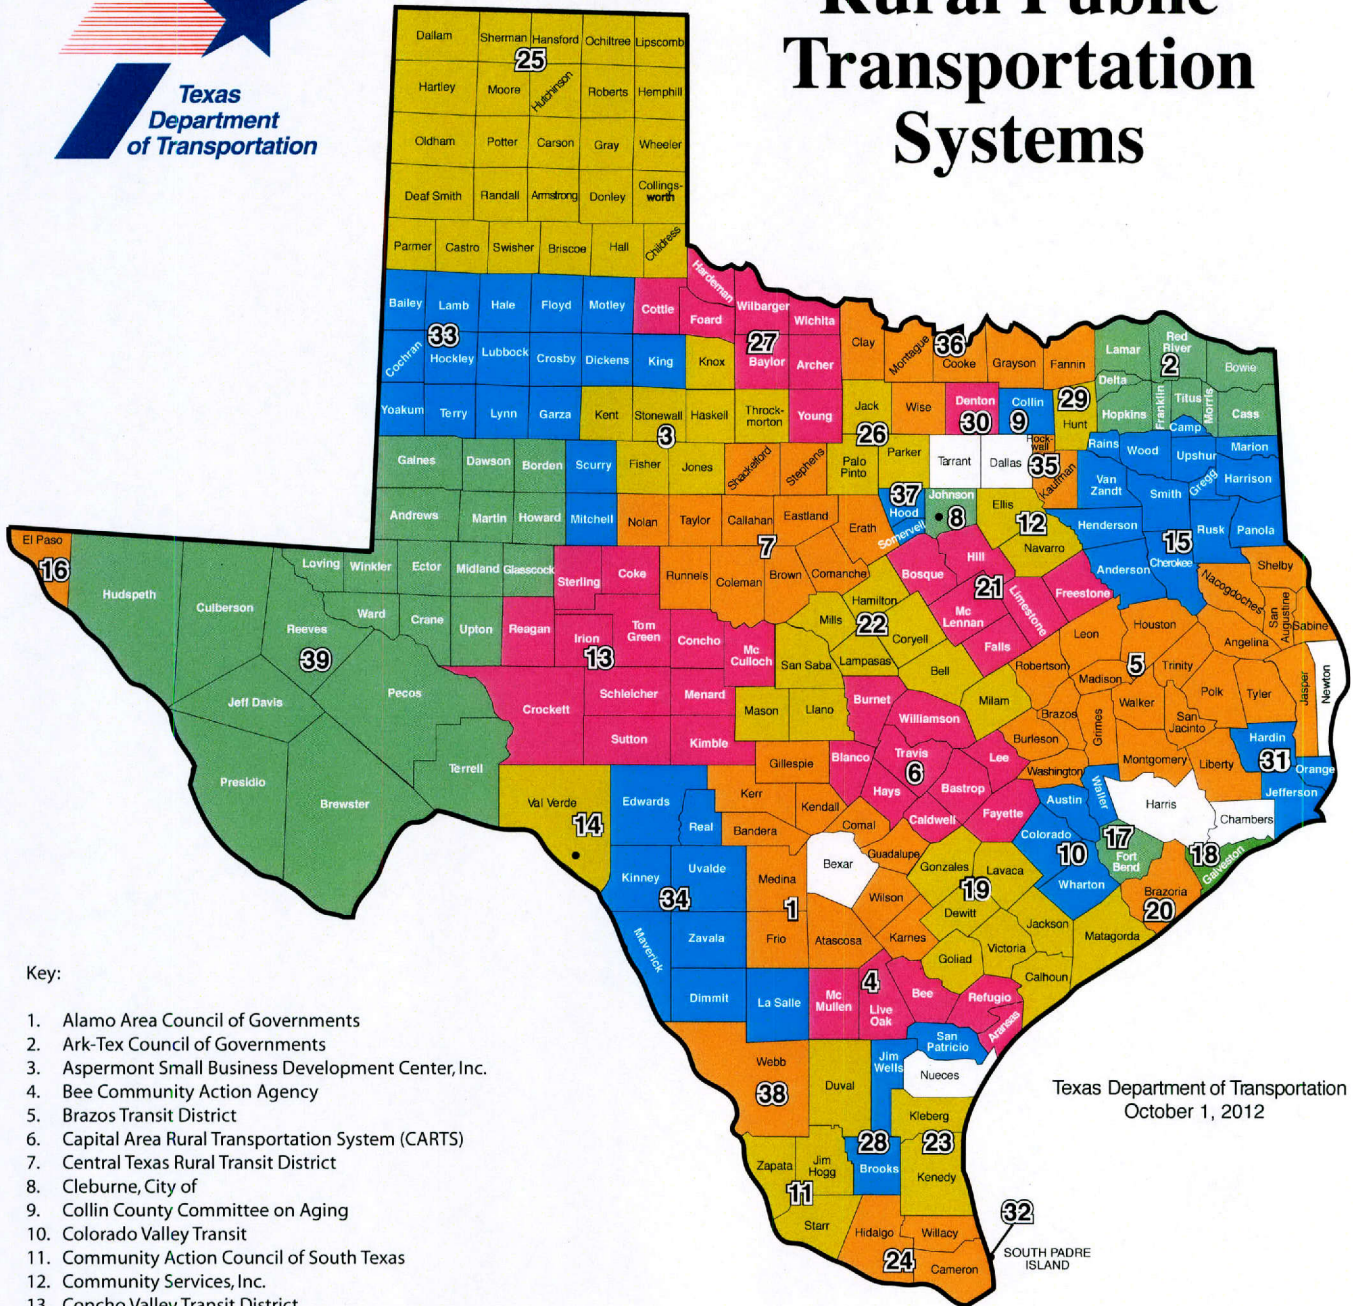 Rural Public
Transportation
Systems
Texas
Department
of Transportation
Dallam
Sherman
Hansford
Ochiltree
Lipscomb
25
Hartley
Moore
Hutchinson
Roberts
Hemphill
Oldham
Potter
Carson
Gray
Wheeler
Deaf Smith
Randall
Armstrong
Donley
Collings-
worth
Parmer
Castro
Swisher
Briscoe
Hall
Childress
Bailey
Lamb
Hale
Floyd
Motley
Cottle
Hardeman
Foard
Wilbarger
Wichita
33
27
Cochran
Hockley
Lubbock
Crosby
Dickens
King
Knox
Baylor
Archer
Clay
Montague
36
Cooke
Grayson
Fannin
Lamar
Red
River
2
Bowie
Yoakum
Terry
Lynn
Garza
Kent
Stonewall
Haskell
Throck-
morton
Young
3
Jack
26
Wise
Denton
30
Collin
9
29
Hunt
Delta
Hopkins
Franklin
Titus
Morris
Camp
Cass
Gaines
Dawson
Borden
Scurry
Fisher
Jones
Shackelford
Stephens
Palo
Pinto
Parker
Tarrant
Dallas
Rock-
wall
35
Kaufman
Rains
Wood
Upshur
Marion
Van
Zandt
Smith
Gregg
Harrison
Andrews
Martin
Howard
Mitchell
Nolan
Taylor
Callahan
Eastland
Erath
7
37
Hood
Somervell
Johnson
8
Ellis
12
Navarro
Henderson
15
Rusk
Panola
Anderson
Cherokee
El Paso
16
Hudspeth
Culberson
Loving
Winkler
Ector
Midland
Glasscock
Sterling
Coke
Runnels
Coleman
Brown
Comanche
Bosque
Hill
21
Limestone
Freestone
Shelby
Nacogdoches
San
Augustine
Sabine
Reeves
Ward
Crane
Upton
Reagan
Irion
13
Tom
Green
Concho
Mc
Culloch
Mills
Hamilton
22
Coryell
Mc
Lennan
Falls
Leon
Houston
Angelina
39
Jeff Davis
Pecos
San Saba
Lampasas
Bell
Milam
Robertson
Madison
5
Trinity
Polk
Tyler
Jasper
Newton
Crockett
Schleicher
Menard
Sutton
Kimble
Mason
Llano
Burnet
Williamson
Brazos
Grimes
Walker
San
Jacinto
Burleson
Hardin
31
Orange
Jefferson
Presidio
Brewster
Terrell
Gillespie
Blanco
Travis
6
Lee
Hays
Bastrop
Fayette
Caldwell
Washington
Montgomery
Liberty
Val Verde
14
Edwards
Real
Kerr
Kendall
Bandera
Comal
Guadalupe
Austin
Waller
Harris
Chambers
Colorado
10
17
Fort
Bend
18
Galveston
Wharton
Brazoria
20
Kinney
Uvalde
34
Medina
Bexar
Wilson
Gonzales
Lavaca
19
Dewitt
Jackson
Matagorda
1
Maverick
Zavala
Frio
Atascosa
Karnes
Goliad
Victoria
Calhoun
Dimmit
La Salle
Mc
Mullen
4
Live
Oak
Bee
Refugio
Aransas
Webb
38
Duval
Jim
Wells
San
Patricio
Nueces
Kleberg
28
23
Brooks
Kenedy
Zapata
Jim
Hogg
11
Starr
Hidalgo
24
Willacy
Cameron
32
SOUTH PADRE
ISLAND
Texas Department of Transportation
October 1, 2012
Key:
1. Alamo Area Council of Governments
2. Ark-Tex Council of Governments
3. Aspermont Small Business Development Center, Inc.
4. Bee Community Action Agency
5. Brazos Transit District
6. Capital Area Rural Transportation System (CARTS)
7. Central Texas Rural Transit District
8. Cleburne, City of
9. Collin County Committee on Aging
10. Colorado Valley Transit
11. Community Action Council of South Texas
12. Community Services, Inc.
13. Concho Valley Transit District